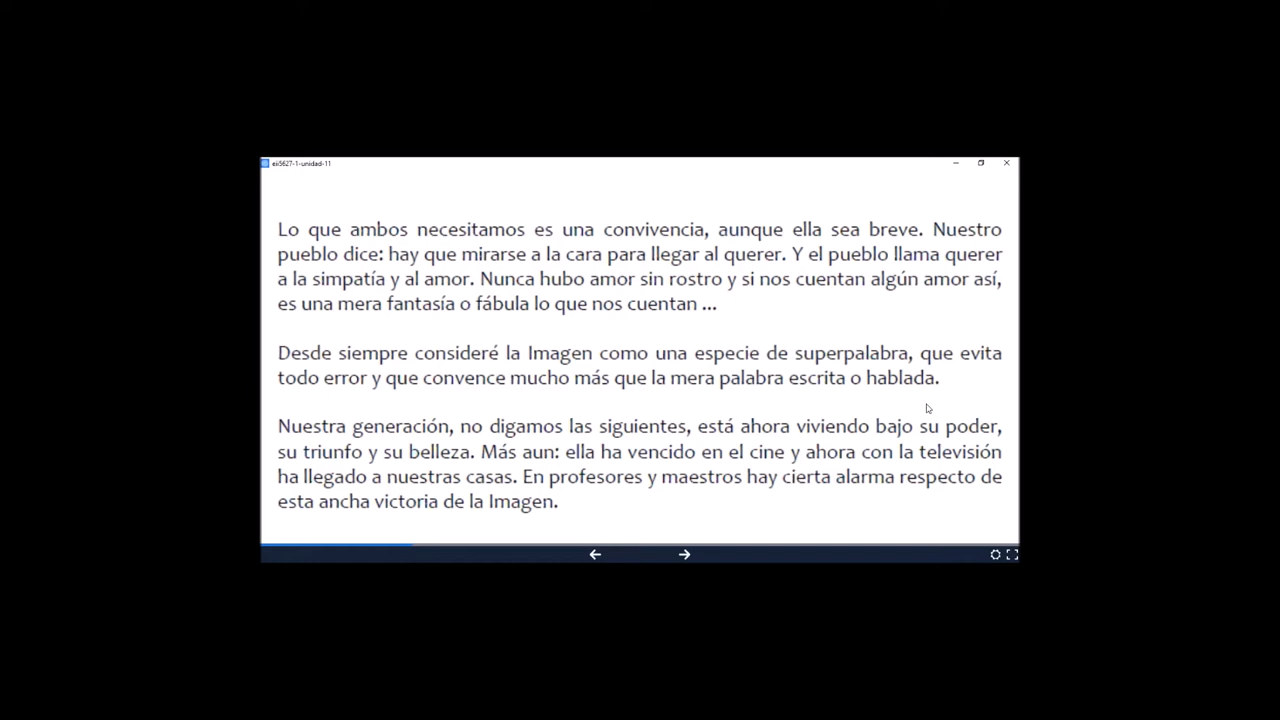 eii5627-1-unidad-11
Lo que ambos necesitamos es una convivencia, aunque ella sea breve. Nuestro
pueblo dice: hay que mirarse a la cara para llegar al querer. Y el pueblo llama querer
a la simpatía y al amor. Nunca hubo amor sin rostro y si nos cuentan algún amor así,
es una mera fantasía o fábula lo que nos cuentan ...
Desde siempre consideré la Imagen como una especie de superpalabra, que evita
todo error y que convence mucho más que la mera palabra escrita o hablada.
Nuestra generación, no digamos las siguientes, está ahora viviendo bajo su poder,
su triunfo y su belleza. Más aun: ella ha vencido en el cine y ahora con la televisión
ha llegado a nuestras casas. En profesores y maestros hay cierta alarma respecto de
esta ancha victoria de la Imagen.